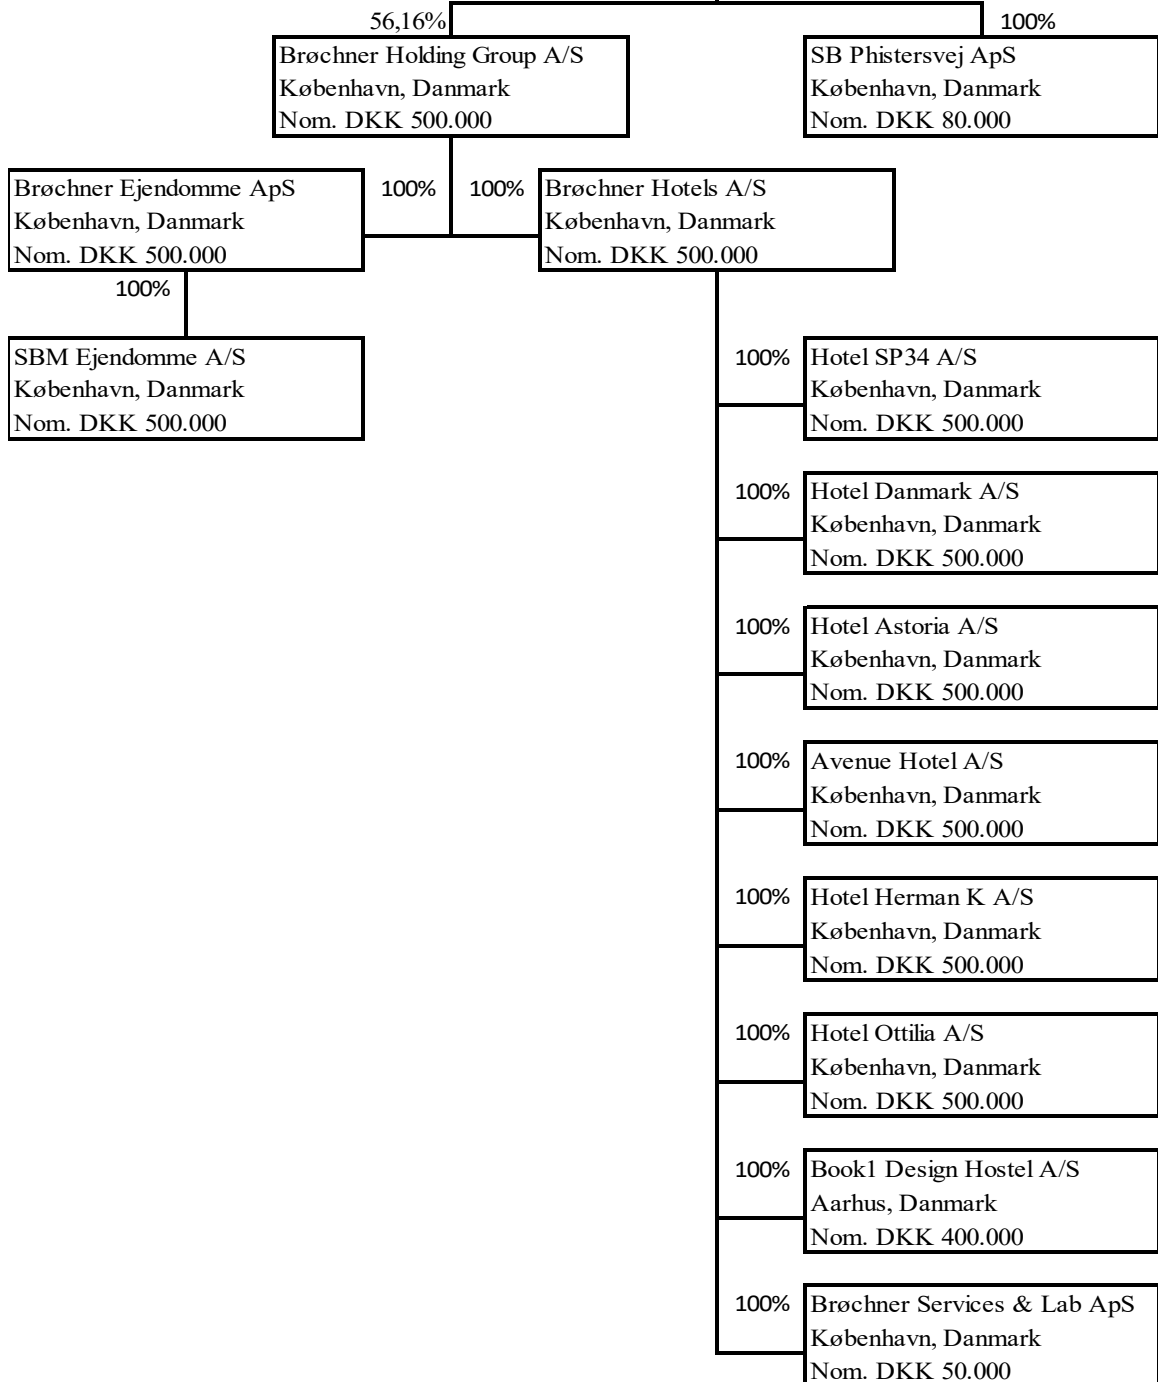 56,16%
100%
Brøchner Holding Group A/S
København, Danmark
Nom. DKK 500.000
SB Phistersvej ApS
København, Danmark
Nom. DKK 80.000
Brøchner Ejendomme ApS
København, Danmark
Nom. DKK 500.000
100%
100%
Brøchner Hotels A/S
København, Danmark
Nom. DKK 500.000
100%
SBM Ejendomme A/S
København, Danmark
Nom. DKK 500.000
100%
Hotel SP34 A/S
København, Danmark
Nom. DKK 500.000
100%
Hotel Danmark A/S
København, Danmark
Nom. DKK 500.000
100%
Hotel Astoria A/S
København, Danmark
Nom. DKK 500.000
100%
Avenue Hotel A/S
København, Danmark
Nom. DKK 500.000
100%
Hotel Herman K A/S
København, Danmark
Nom. DKK 500.000
100%
Hotel Ottilia A/S
København, Danmark
Nom. DKK 500.000
100%
Book1 Design Hostel A/S
Aarhus, Danmark
Nom. DKK 400.000
100%
Brøchner Services & Lab ApS
København, Danmark
Nom. DKK 50.000